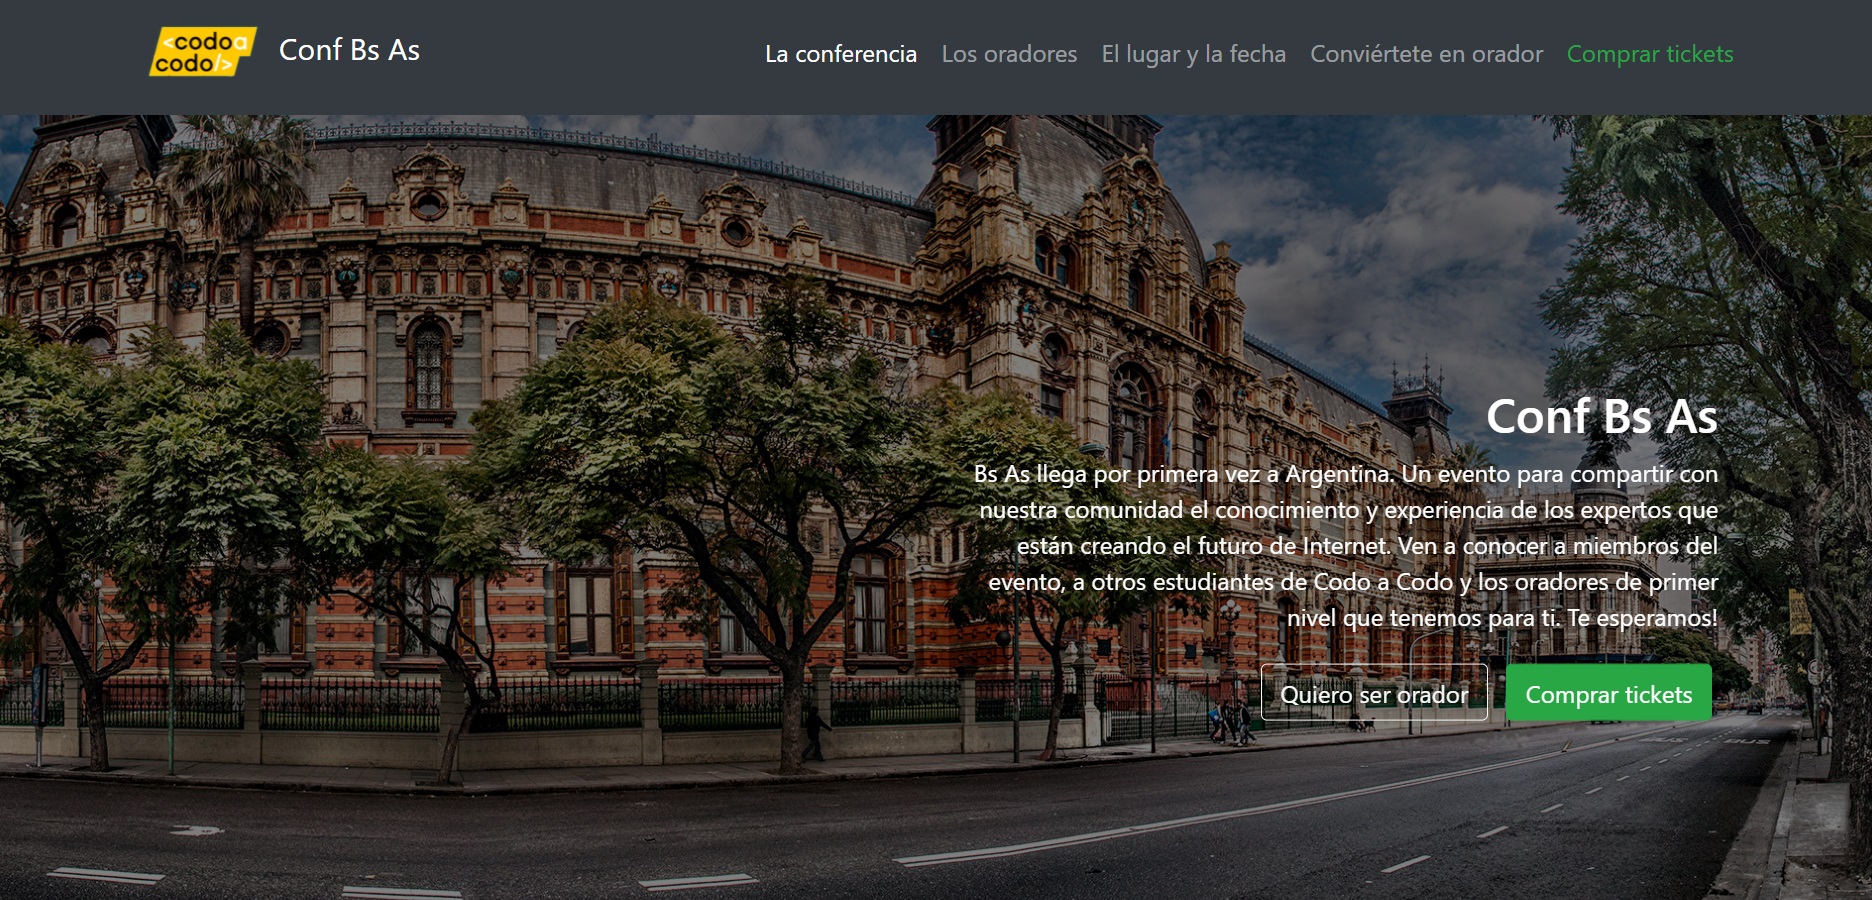 <codo a
codo/>
Conf Bs As
La conferencia
Los oradores
El lugar y la fecha
Conviértete en orador
Comprar tickets
Conf Bs As
Bs As llega por primera vez a Argentina. Un evento para compartir con
nuestra comunidad el conocimiento y experiencia de los expertos que
están creando el futuro de Internet. Ven a conocer a miembros del
evento, a otros estudiantes de Codo a Codo y los oradores de primer
nivel que tenemos para ti. Te esperamos!
Quiero ser orador
Comprar tickets
BUS